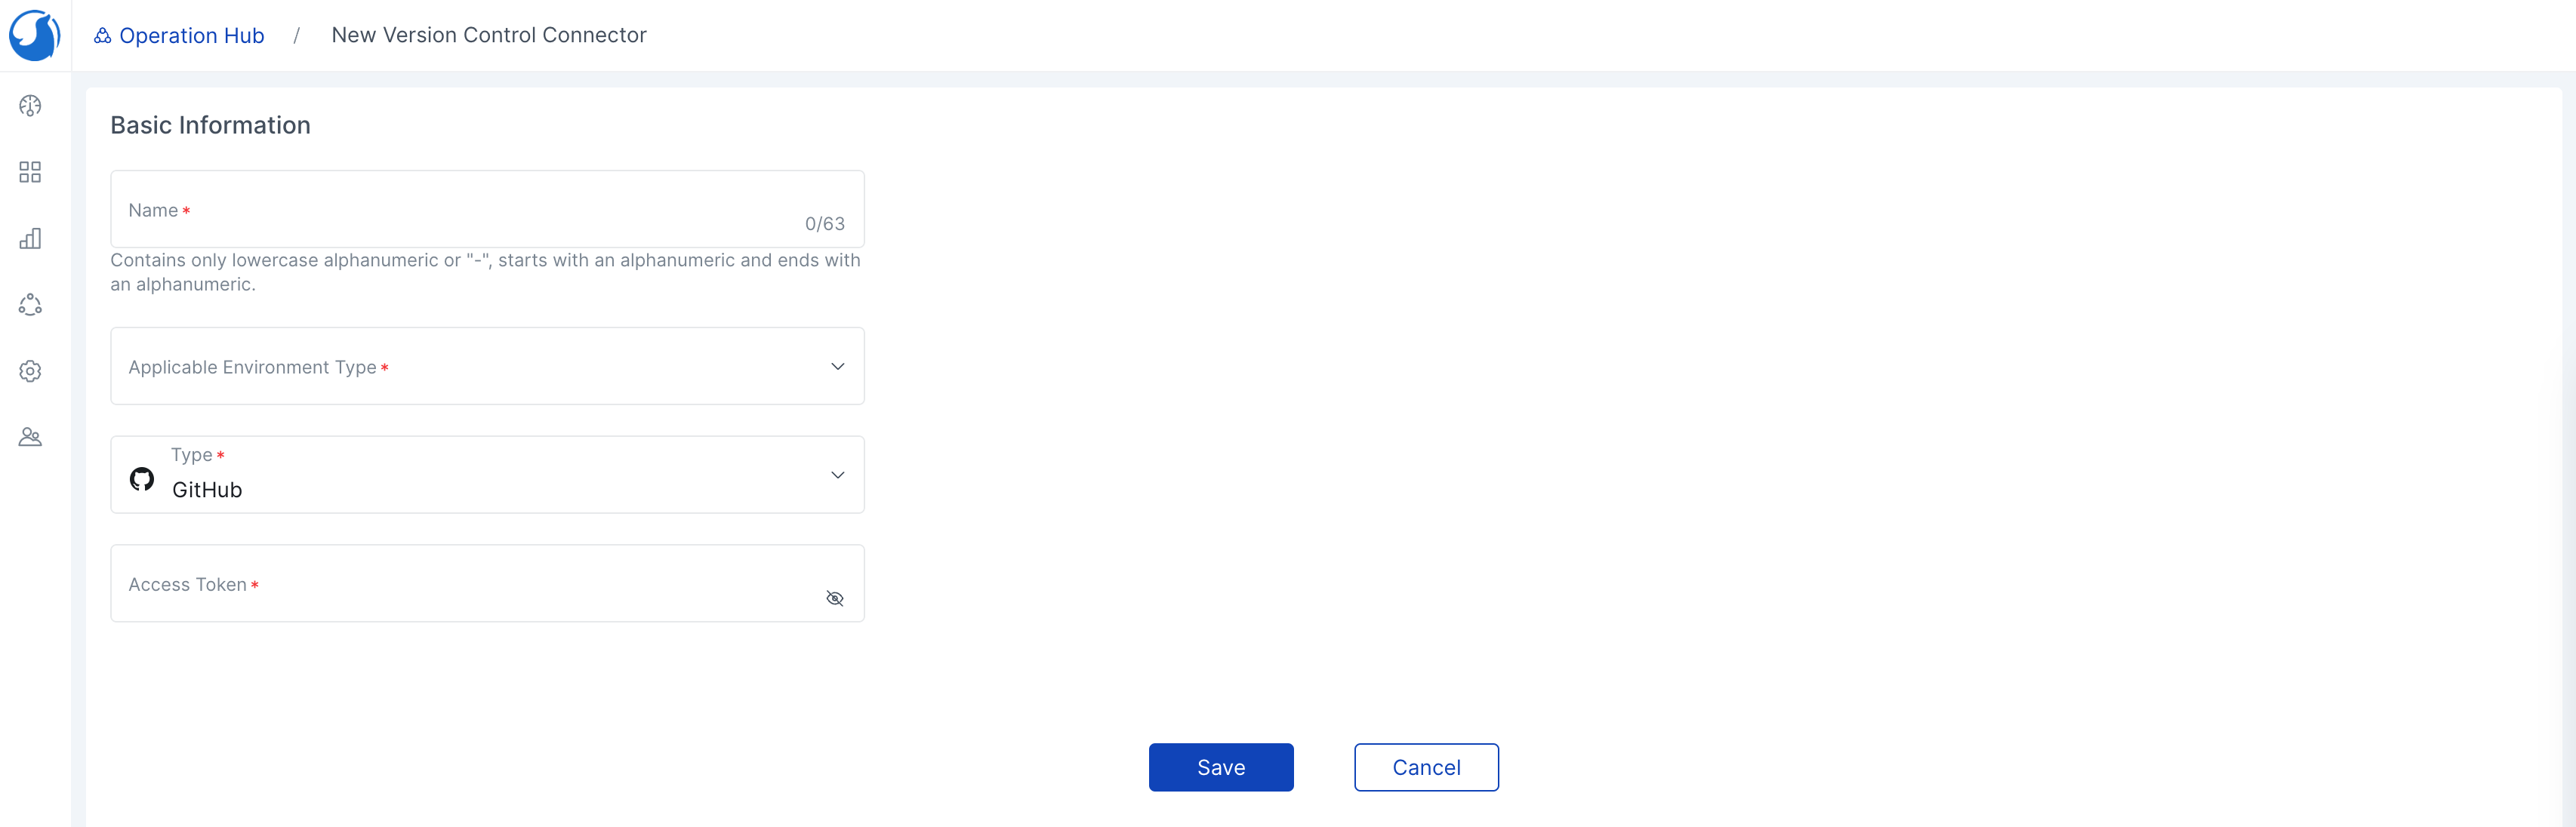 Operation Hub / New Version Control Connector
Basic Information
Name *
0/63
Contains only lowercase alphanumeric or "-", starts with an alphanumeric and ends with
an alphanumeric.
Applicable Environment Type *
Type *
GitHub
Access Token *
Save Cancel